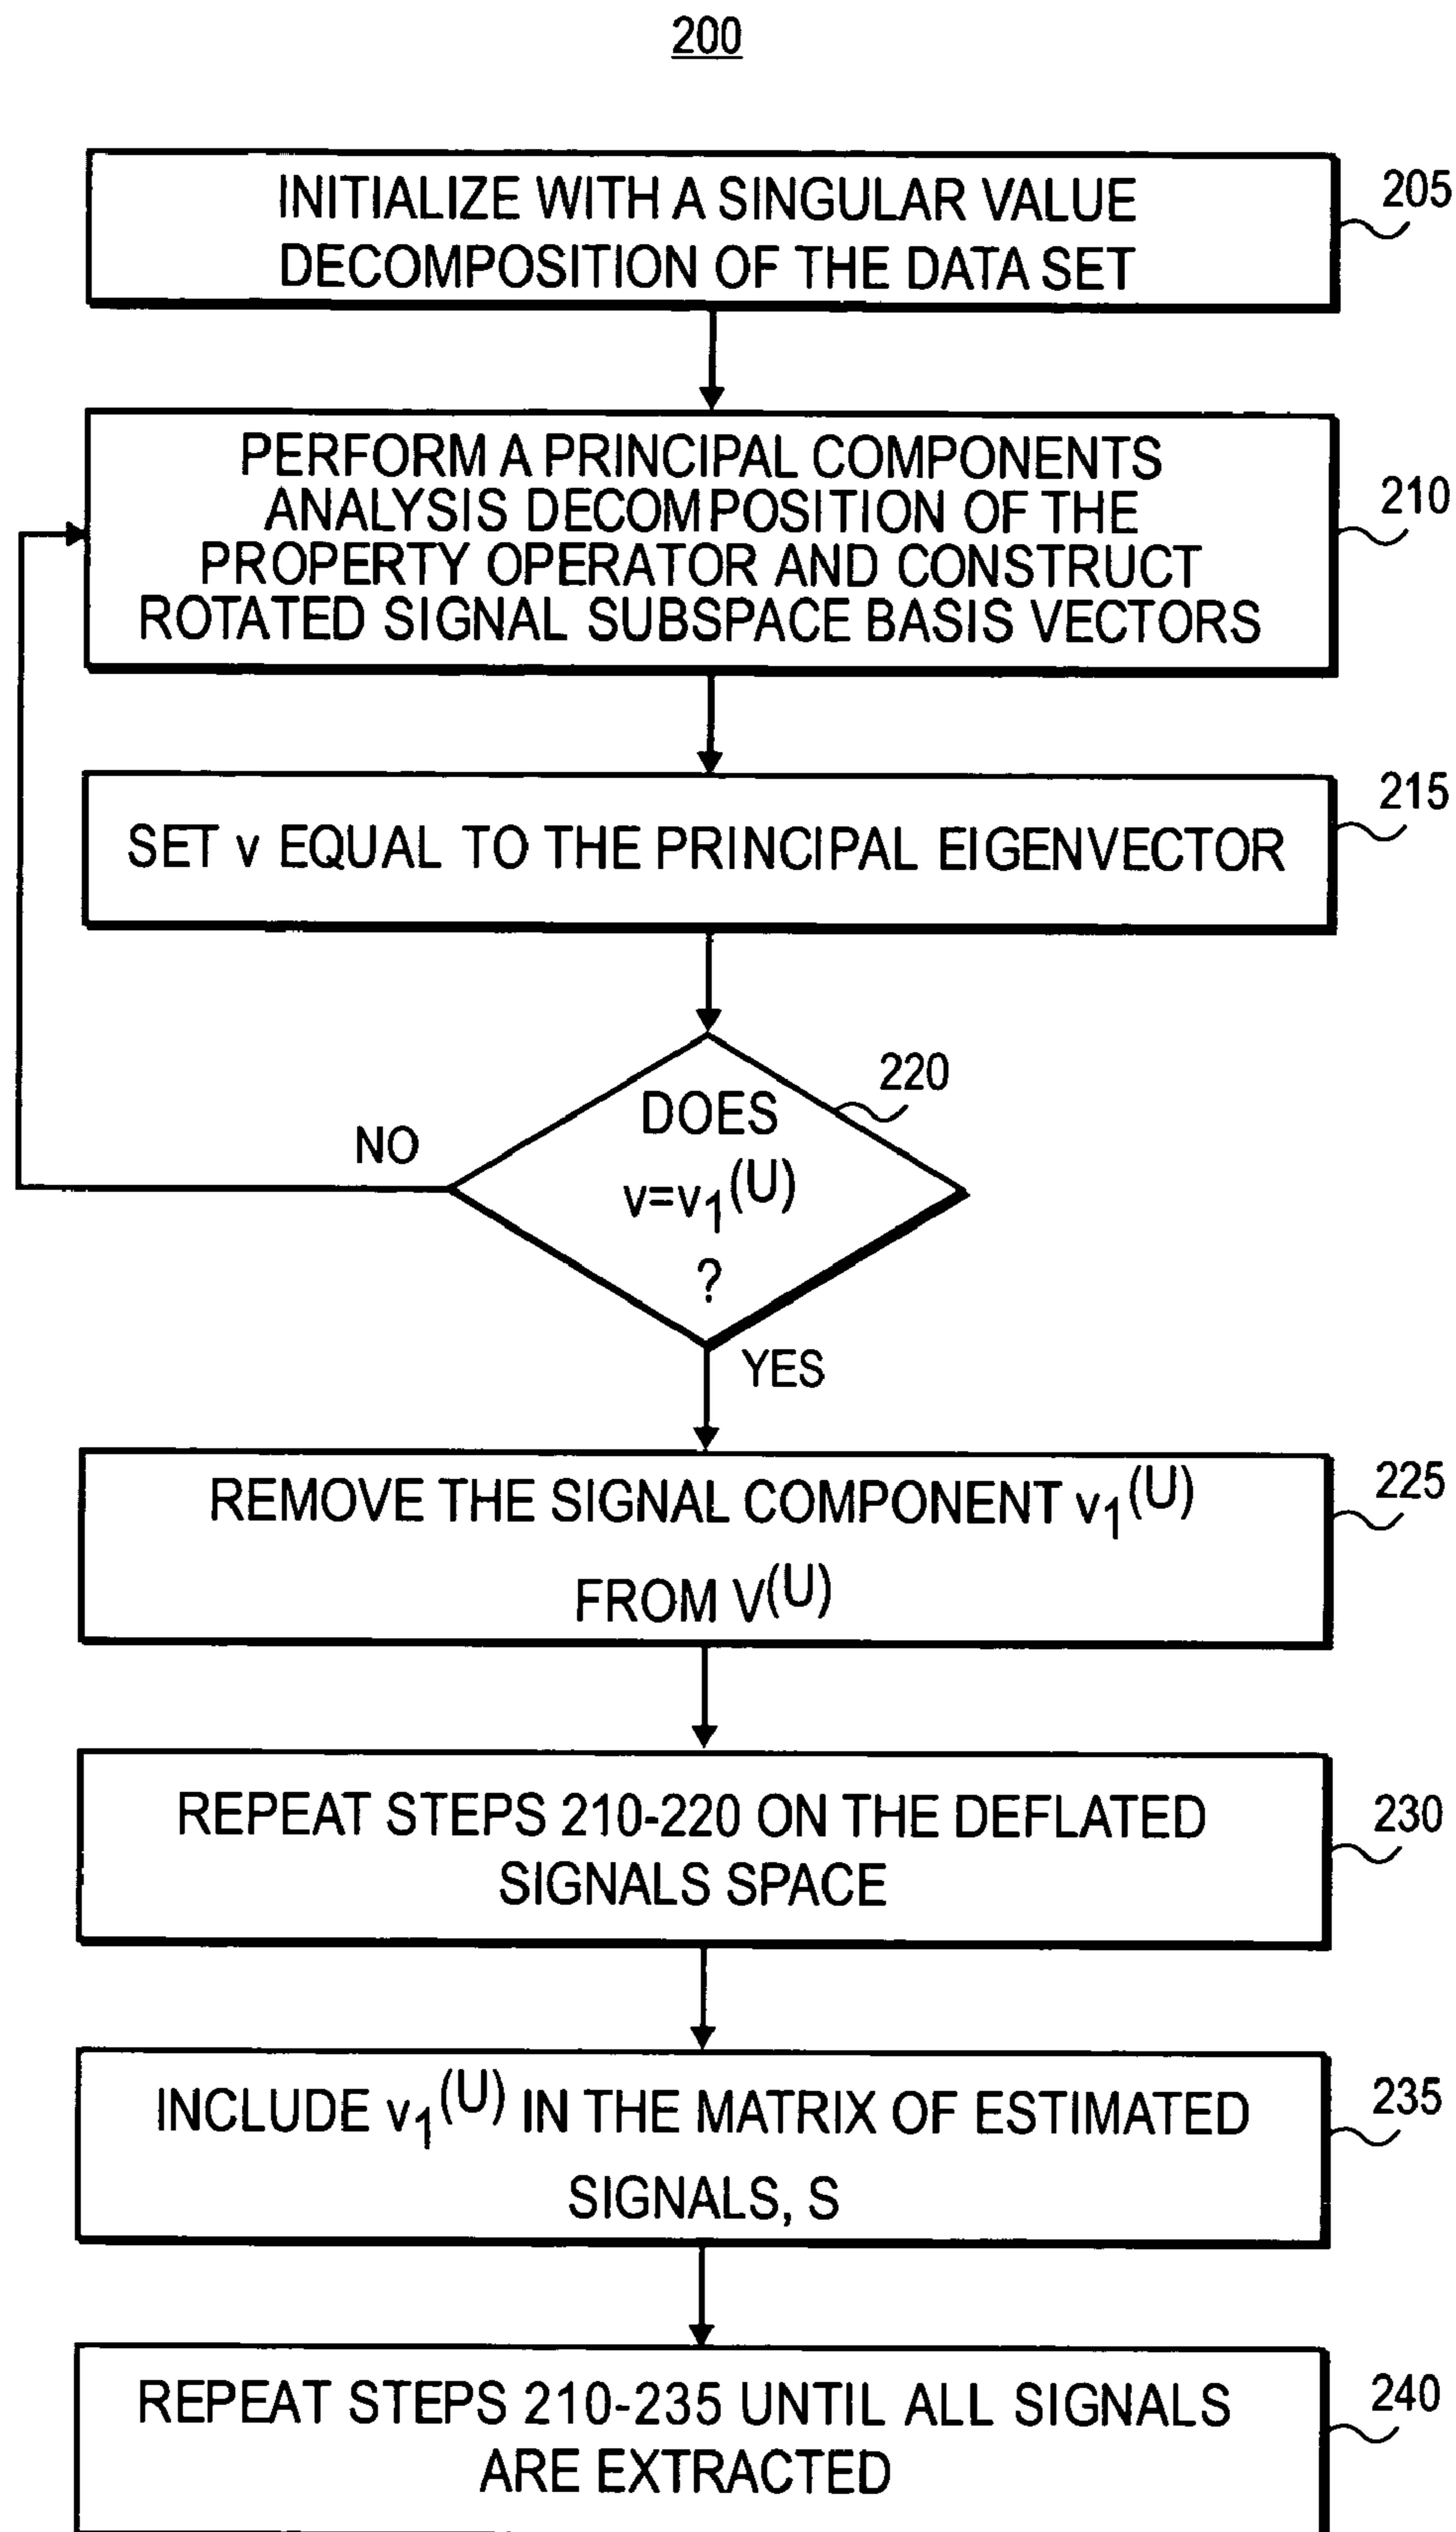 200
INITIALIZE WITH A SINGULAR VALUE
DECOMPOSITION OF THE DATA SET
205
PERFORM A PRINCIPAL COMPONENTS
ANALYSIS DECOMPOSITION OF THE
PROPERTY OPERATOR AND CONSTRUCT
ROTATED SIGNAL SUBSPACE BASIS VECTORS
210
SET v EQUAL TO THE PRINCIPAL EIGENVECTOR
215
DOES
v=v₁(U)
?
220
NO
YES
REMOVE THE SIGNAL COMPONENT v₁(U)
FROM V(U)
225
REPEAT STEPS 210-220 ON THE DEFLATED
SIGNALS SPACE
230
INCLUDE v₁(U) IN THE MATRIX OF ESTIMATED
SIGNALS, S
235
REPEAT STEPS 210-235 UNTIL ALL SIGNALS
ARE EXTRACTED
240